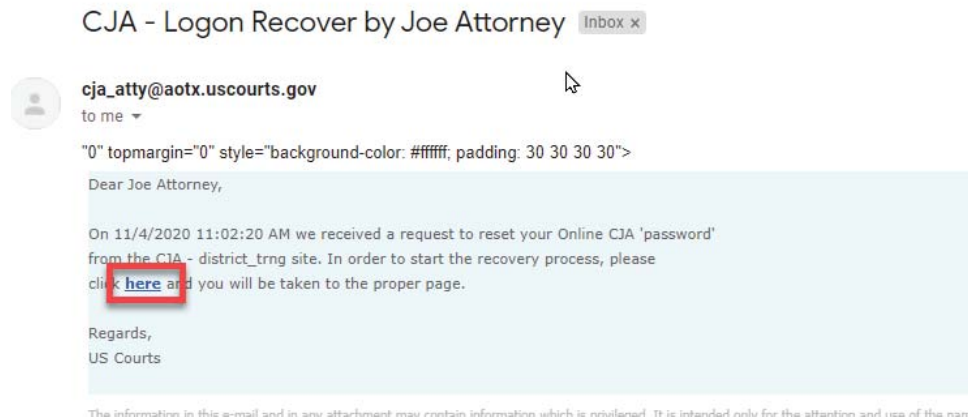 CJA - Logon Recover by Joe Attorney Inbox x
cja_atty@aotx.uscourts.gov
to me
"0" topmargin="0" style="background-color: #ffffff; padding: 30 30 30 30">
Dear Joe Attorney,
On 11/4/2020 11:02:20 AM we received a request to reset your Online CJA 'password'
from the CJA - district_trng site. In order to start the recovery process, please
click here and you will be taken to the proper page.
Regards,
US Courts
The information in this e-mail and in any attachment may contain information which is privileged. It is intended only for the attention and use of the